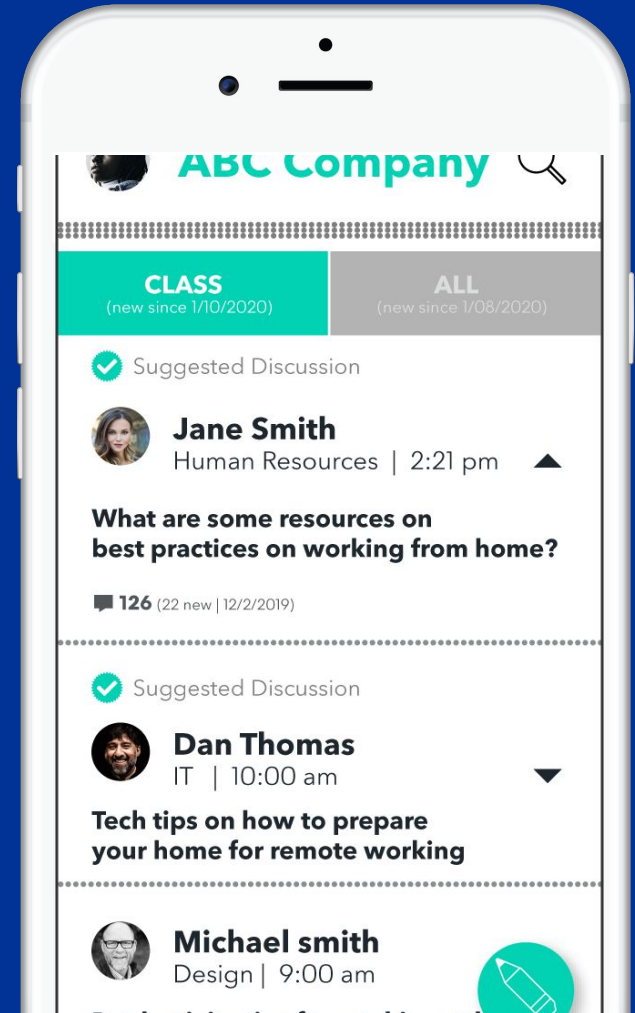 ABC Company
CLASS
(new since 1/10/2020)
ALL
(new since 1/08/2020)
Suggested Discussion
Jane Smith
Human Resources | 2:21 pm
What are some resources on
best practices on working from home?
126 (22 new | 12/2/2019)
Suggested Discussion
Dan Thomas
IT | 10:00 am
Tech tips on how to prepare
your home for remote working
Michael smith
Design | 9:00 am